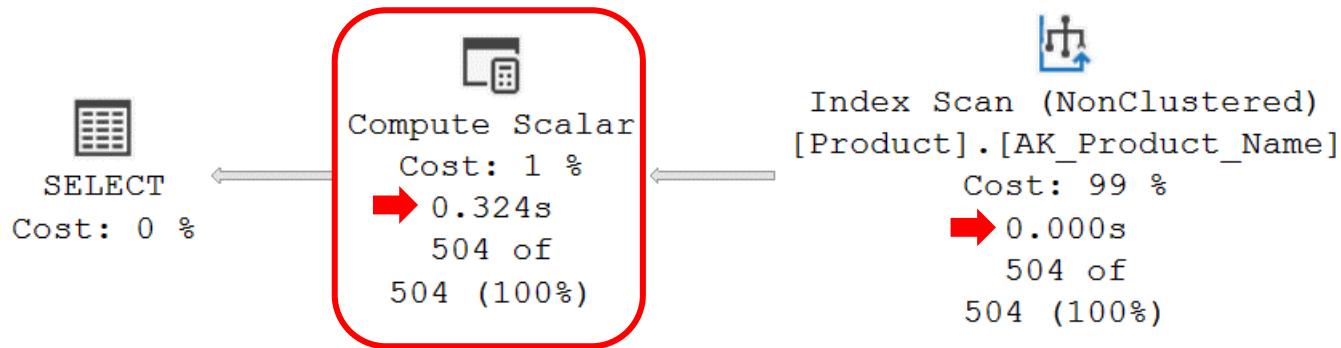 SELECT
Cost: 0 %
Compute Scalar
Cost: 1 %
0.324s
504 of
504 (100%)
Index Scan (NonClustered)
[Product].[AK_Product_Name]
Cost: 99 %
0.000s
504 of
504 (100%)